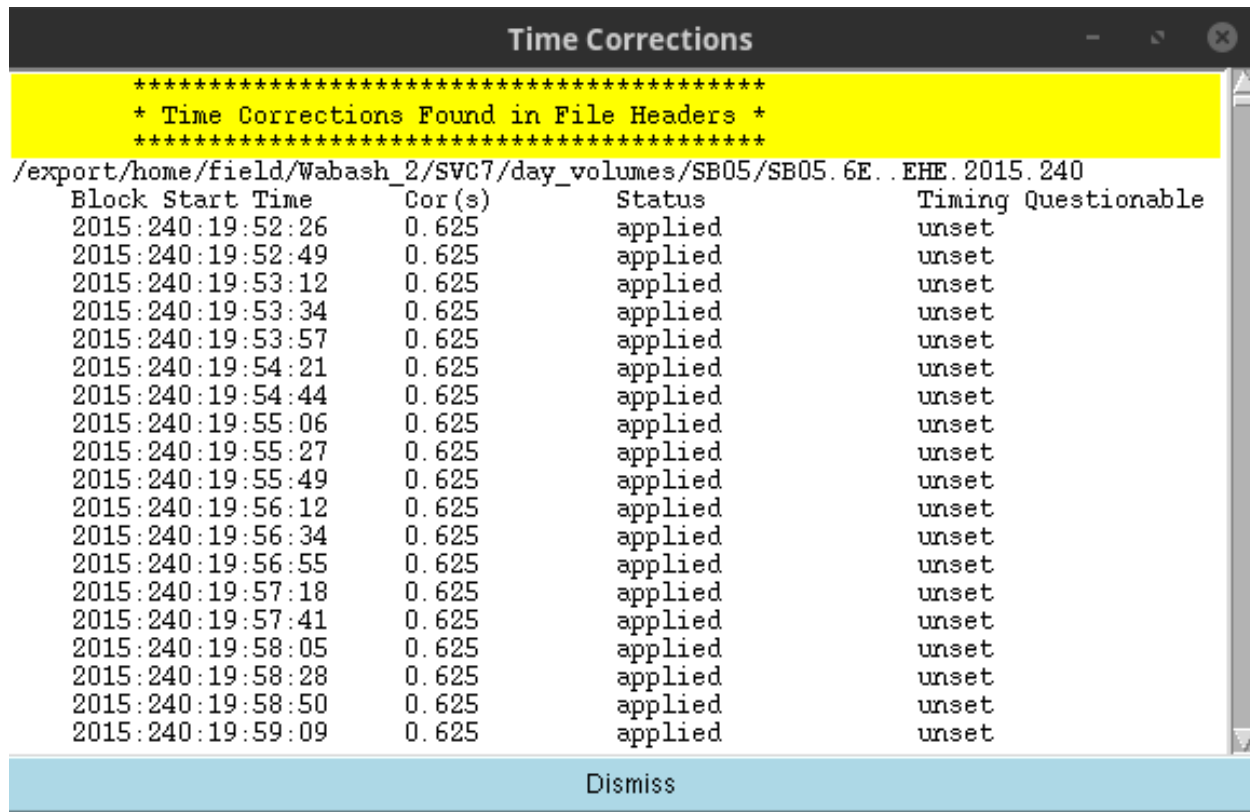 Time Corrections
******************************************
* Time Corrections Found in File Headers *
******************************************
/export/home/field/Wabash_2/SVC7/day_volumes/SB05/SB05.6E..EHE.2015.240
Block Start Time Cor(s) Status Timing Questionable
2015:240:19:52:26 0.625 applied unset
2015:240:19:52:49 0.625 applied unset
2015:240:19:53:12 0.625 applied unset
2015:240:19:53:34 0.625 applied unset
2015:240:19:53:57 0.625 applied unset
2015:240:19:54:21 0.625 applied unset
2015:240:19:54:44 0.625 applied unset
2015:240:19:55:06 0.625 applied unset
2015:240:19:55:27 0.625 applied unset
2015:240:19:55:49 0.625 applied unset
2015:240:19:56:12 0.625 applied unset
2015:240:19:56:34 0.625 applied unset
2015:240:19:56:55 0.625 applied unset
2015:240:19:57:18 0.625 applied unset
2015:240:19:57:41 0.625 applied unset
2015:240:19:58:05 0.625 applied unset
2015:240:19:58:28 0.625 applied unset
2015:240:19:58:50 0.625 applied unset
2015:240:19:59:09 0.625 applied unset
Dismiss